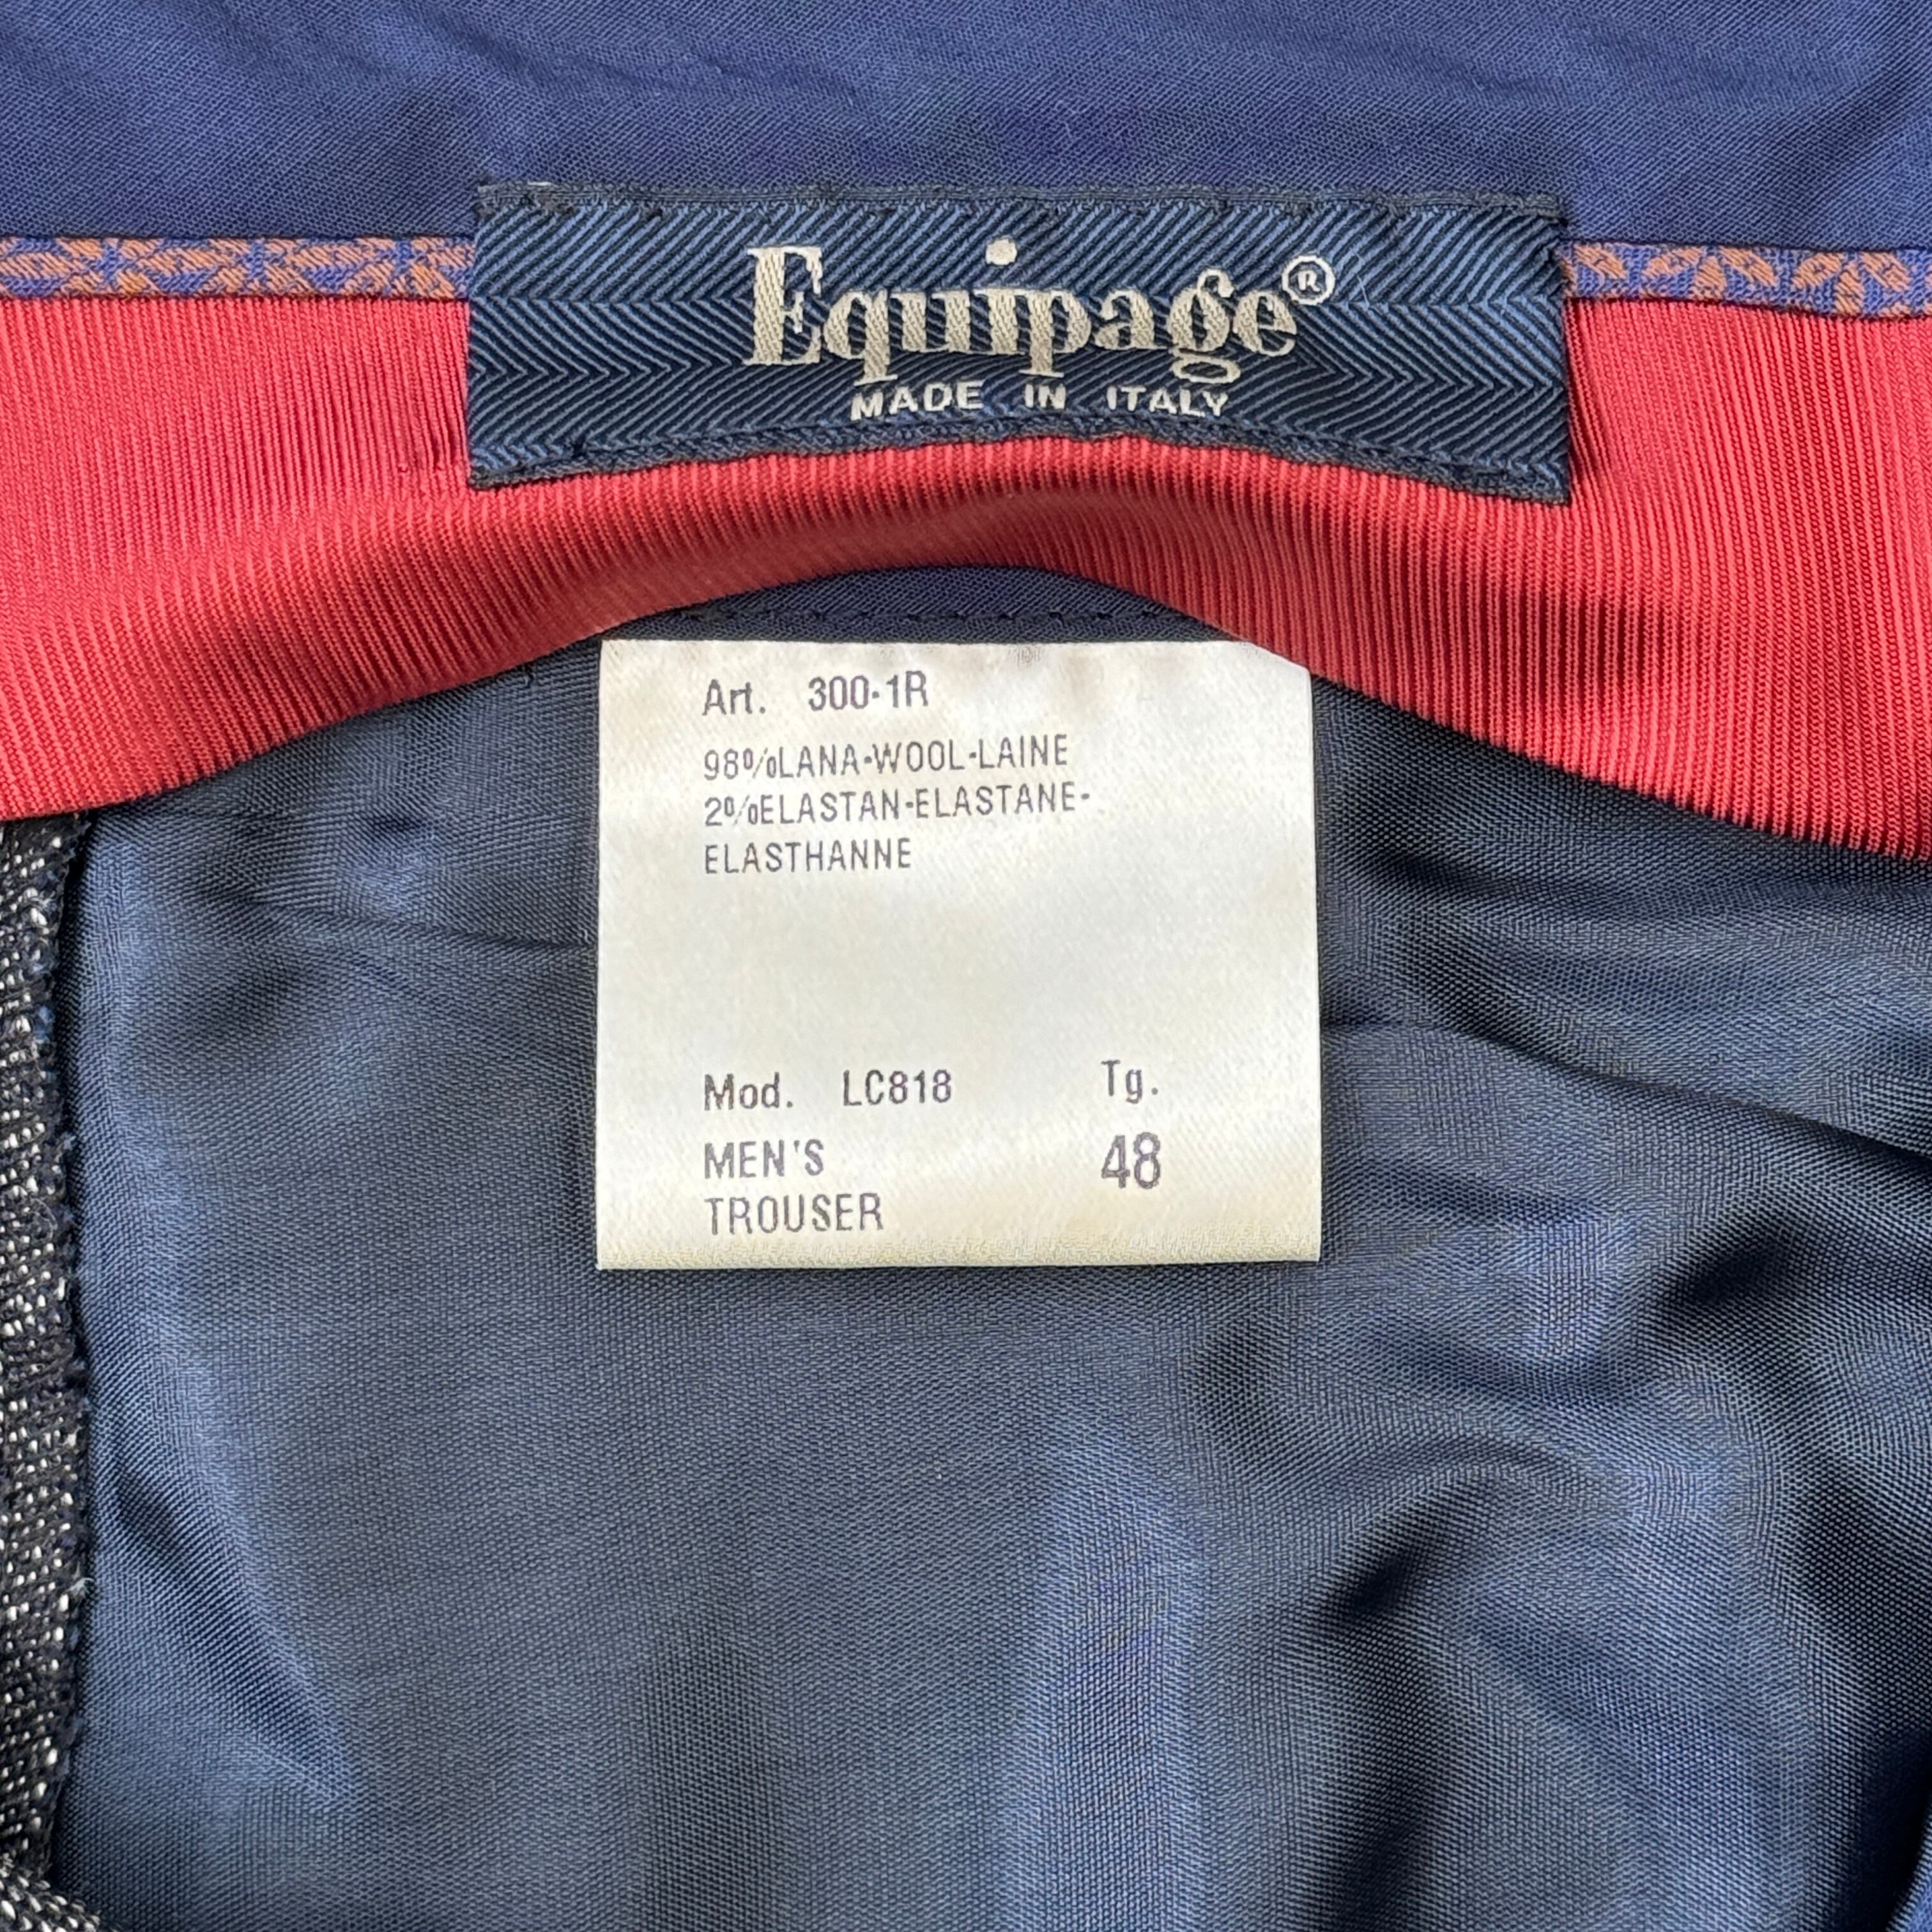 Equipage®
MADE IN ITALY
Art. 300-1R
98%LANA-WOOL-LAINE
2%ELASTAN-ELASTANE-
ELASTHANNE
Mod. LC818 Tg.
MEN'S 48
TROUSER